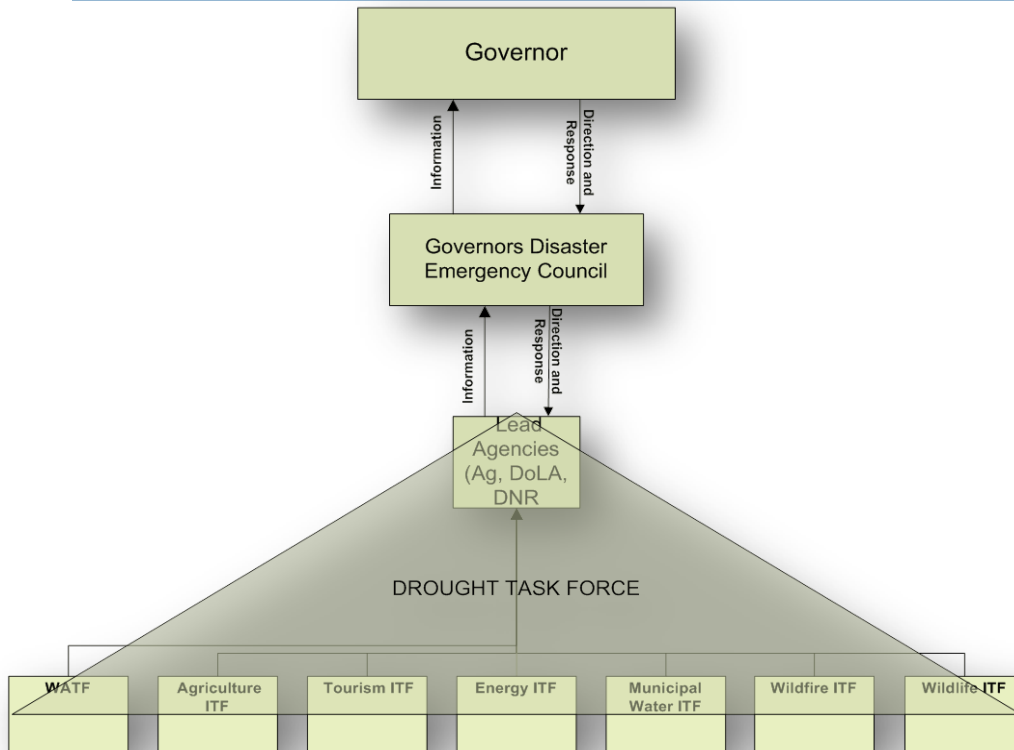 Governor
Information
Direction and
Response
Governors Disaster
Emergency Council
Information
Direction and
Response
Lead
Agencies
(Ag, DoLA,
DNR
DROUGHT TASK FORCE
WATF
Agriculture
ITF
Tourism ITF
Energy ITF
Municipal
Water ITF
Wildfire ITF
Wildlife ITF